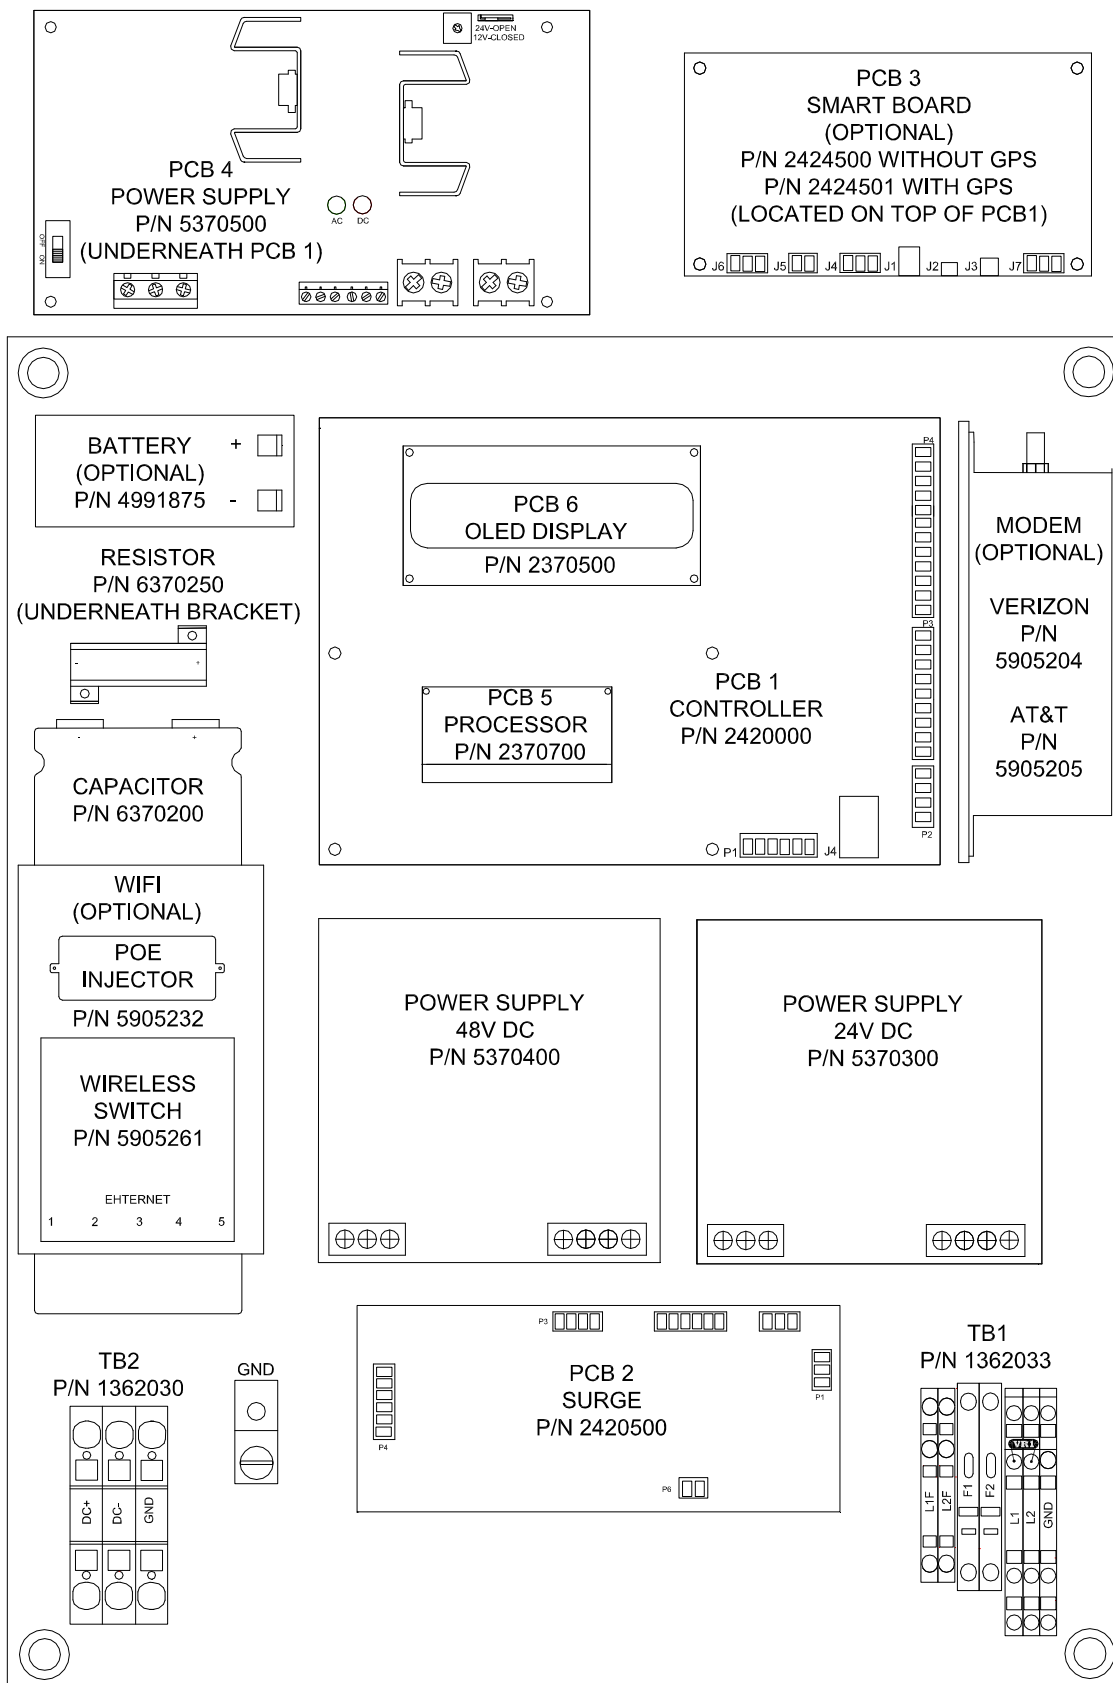 24V-OPEN
12V-CLOSED
PCB 4
POWER SUPPLY
P/N 5370500
(UNDERNEATH PCB 1)
AC
DC
OFF
ON
PCB 3
SMART BOARD
(OPTIONAL)
P/N 2424500 WITHOUT GPS
P/N 2424501 WITH GPS
(LOCATED ON TOP OF PCB1)
J6
J5
J4
J1
J2
J3
J7
BATTERY
(OPTIONAL)
P/N 4991875
+
-
RESISTOR
P/N 6370250
(UNDERNEATH BRACKET)
-
+
-
+
CAPACITOR
P/N 6370200
WIFI
(OPTIONAL)
POE
INJECTOR
P/N 5905232
WIRELESS
SWITCH
P/N 5905261
EHTERNET
1 2 3 4 5
PCB 6
OLED DISPLAY
P/N 2370500
PCB 5
PROCESSOR
P/N 2370700
PCB 1
CONTROLLER
P/N 2420000
P4
P3
P2
P1
J4
MODEM
(OPTIONAL)
VERIZON
P/N
5905204
AT&T
P/N
5905205
POWER SUPPLY
48V DC
P/N 5370400
POWER SUPPLY
24V DC
P/N 5370300
TB2
P/N 1362030
DC+
DC-
GND
GND
P3
PCB 2
SURGE
P/N 2420500
P4
P1
P6
TB1
P/N 1362033
L1F
L2F
F1
F2
VR1
L1
L2
GND